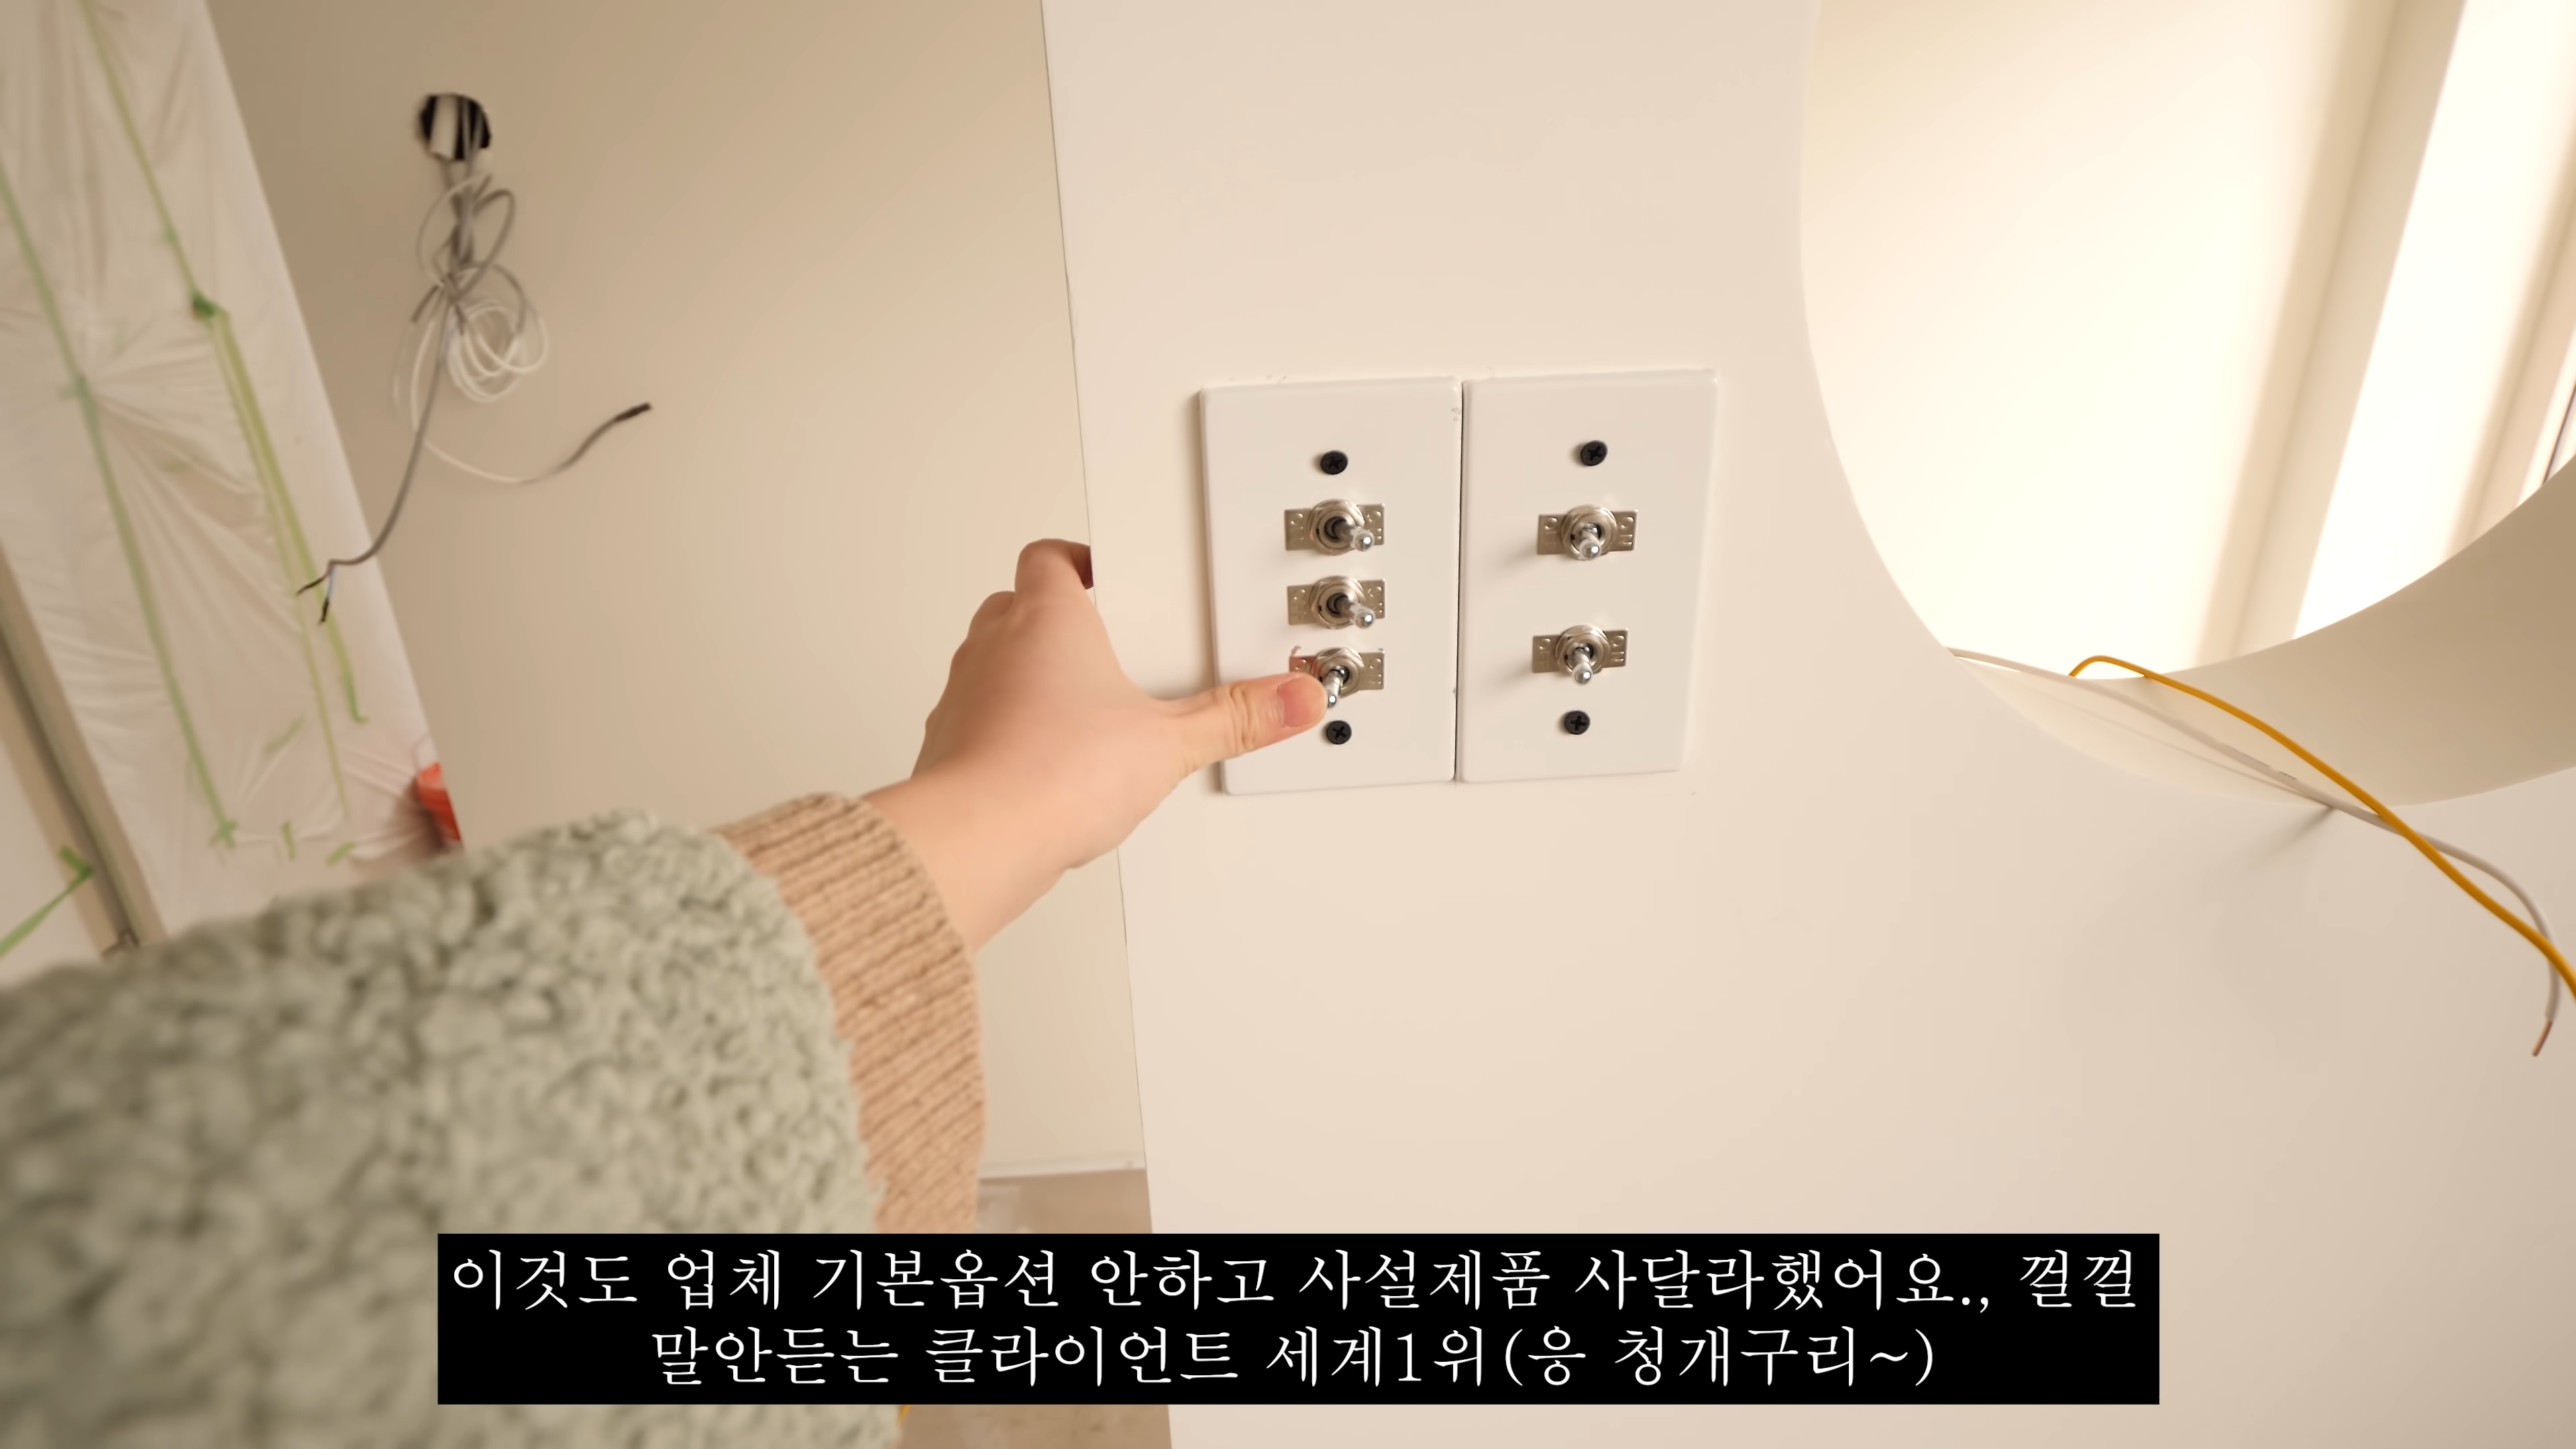 이것도 업체 기본옵션 안하고 사설제품 사달라했어요., 껄껄
말안듣는 클라이언트 세계1위(웅 청개구리~)